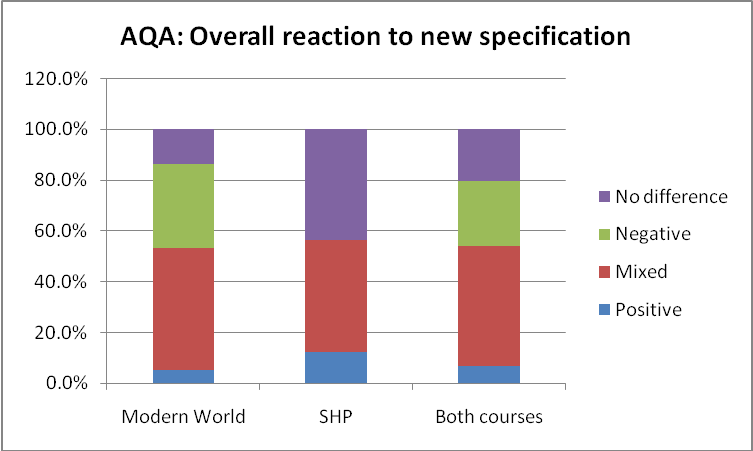 AQA: Overall reaction to new specification
120.0%
100.0%
80.0%
60.0%
40.0%
20.0%
0.0%
Modern World
SHP
Both courses
No difference
Negative
Mixed
Positive